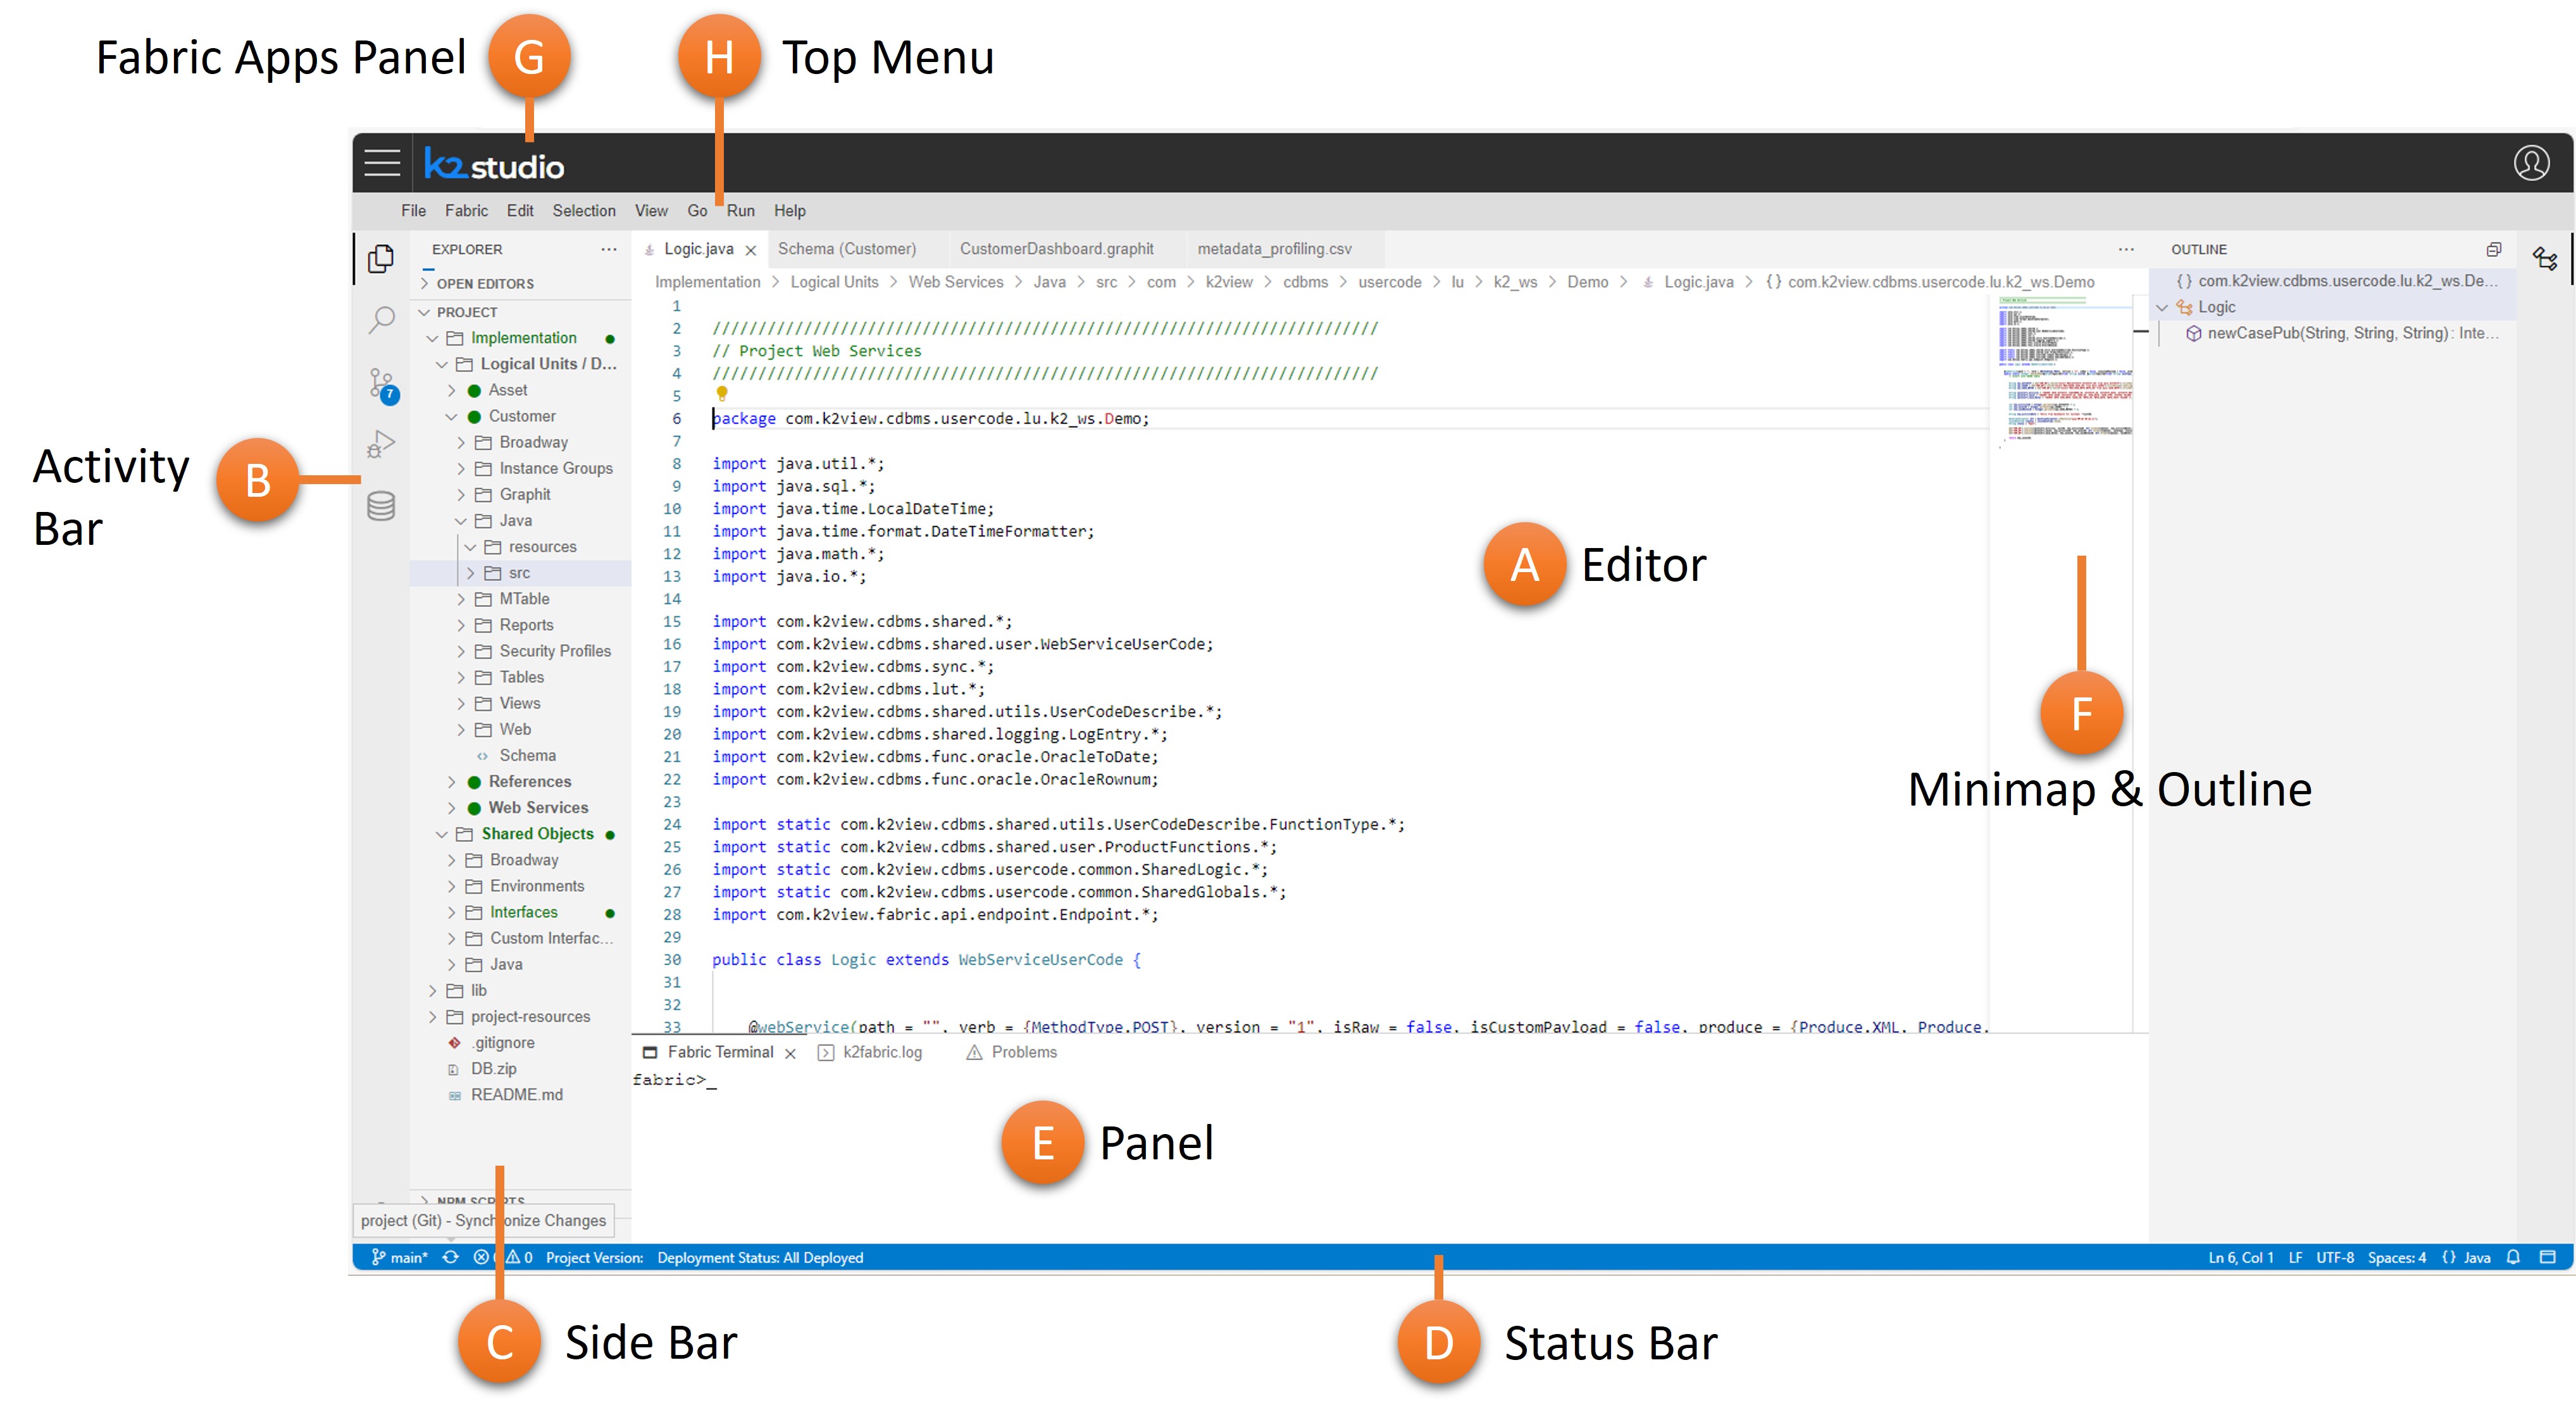 Fabric Apps Panel G H Top Menu
k2studio
File Fabric Edit Selection View Go Run Help
EXPLORER ...
OPEN EDITORS
PROJECT
Implementation
Logical Units / D...
Asset
Customer
Broadway
Instance Groups
Graphit
Java
resources
src
MTable
Reports
Security Profiles
Tables
Views
Web
Schema
References
Web Services
Shared Objects
Broadway
Environments
Interfaces
Custom Interfac...
Java
lib
project-resources
.gitignore
DB.zip
README.md
NPM SCRIPTS
project (Git) - Synchronize Changes
7
Activity
Bar
B
Logic.java Schema (Customer) CustomerDashboard.graphit metadata_profiling.csv ...
Implementation > Logical Units > Web Services > Java > src > com > k2view > cdbms > usercode > lu > k2_ws > Demo > Logic.java > {} com.k2view.cdbms.usercode.lu.k2_ws.Demo
1
2 //////////////////////////////////////////////////////////////////////////
3 // Project Web Services
4 //////////////////////////////////////////////////////////////////////////
5
6 package com.k2view.cdbms.usercode.lu.k2_ws.Demo;
7
8 import java.util.*;
9 import java.sql.*;
10 import java.time.LocalDateTime;
11 import java.time.format.DateTimeFormatter;
12 import java.math.*;
13 import java.io.*;
14
15 import com.k2view.cdbms.shared.*;
16 import com.k2view.cdbms.shared.user.WebServiceUserCode;
17 import com.k2view.cdbms.sync.*;
18 import com.k2view.cdbms.lut.*;
19 import com.k2view.cdbms.shared.utils.UserCodeDescribe.*;
20 import com.k2view.cdbms.shared.logging.LogEntry.*;
21 import com.k2view.cdbms.func.oracle.OracleToDate;
22 import com.k2view.cdbms.func.oracle.OracleRownum;
23
24 import static com.k2view.cdbms.shared.utils.UserCodeDescribe.FunctionType.*;
25 import static com.k2view.cdbms.shared.user.ProductFunctions.*;
26 import static com.k2view.cdbms.usercode.common.SharedLogic.*;
27 import static com.k2view.cdbms.usercode.common.SharedGlobals.*;
28 import com.k2view.fabric.api.endpoint.Endpoint.*;
29
30 public class Logic extends WebServiceUserCode {
31
32
33 @webService(path = "", verb = {MethodType.POST}, version = "1", isRaw = false, isCustomPayload = false, produce = {Produce.XML, Produce.
A Editor
OUTLINE
{} com.k2view.cdbms.usercode.lu.k2_ws.De...
Logic
newCasePub(String, String, String) : Inte...
F
Minimap & Outline
Fabric Terminal k2fabric.log Problems
fabric>_
E Panel
main* 0 Project Version: Deployment Status: All Deployed Ln 6, Col 1 LF UTF-8 Spaces: 4 {} Java
C Side Bar
D Status Bar